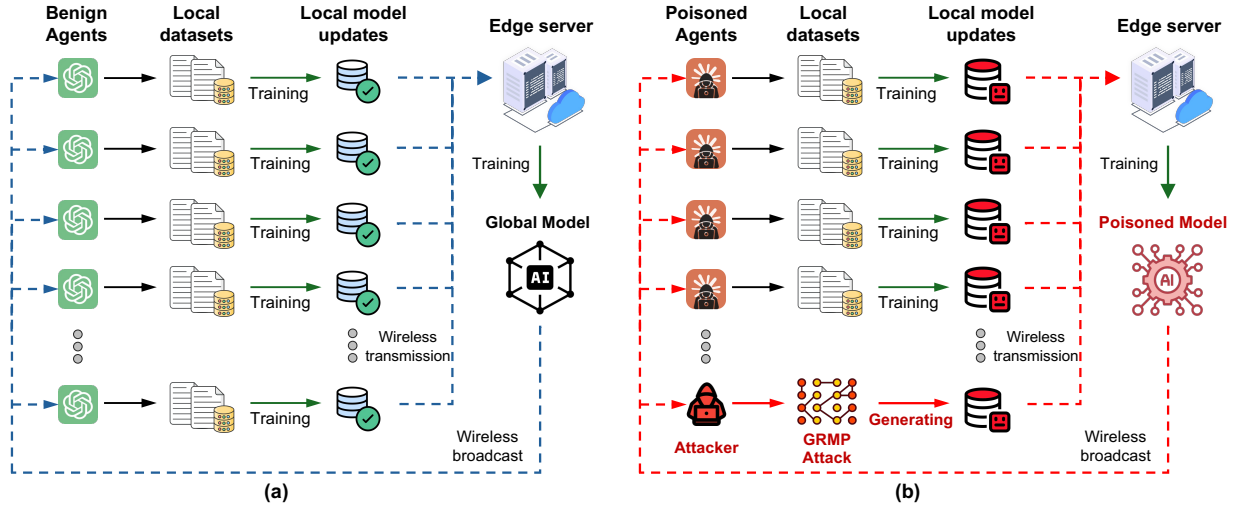 Benign
Agents
Local
datasets
Local model
updates
Edge server
Training
Training
Training
Training
Training
Training
Global Model
AI
Wireless
transmission
Wireless
broadcast
(a)
Poisoned
Agents
Local
datasets
Local model
updates
Edge server
Training
Training
Training
Training
Training
Poisoned Model
AI
Wireless
transmission
Generating
Attacker
GRMP
Attack
Wireless
broadcast
(b)